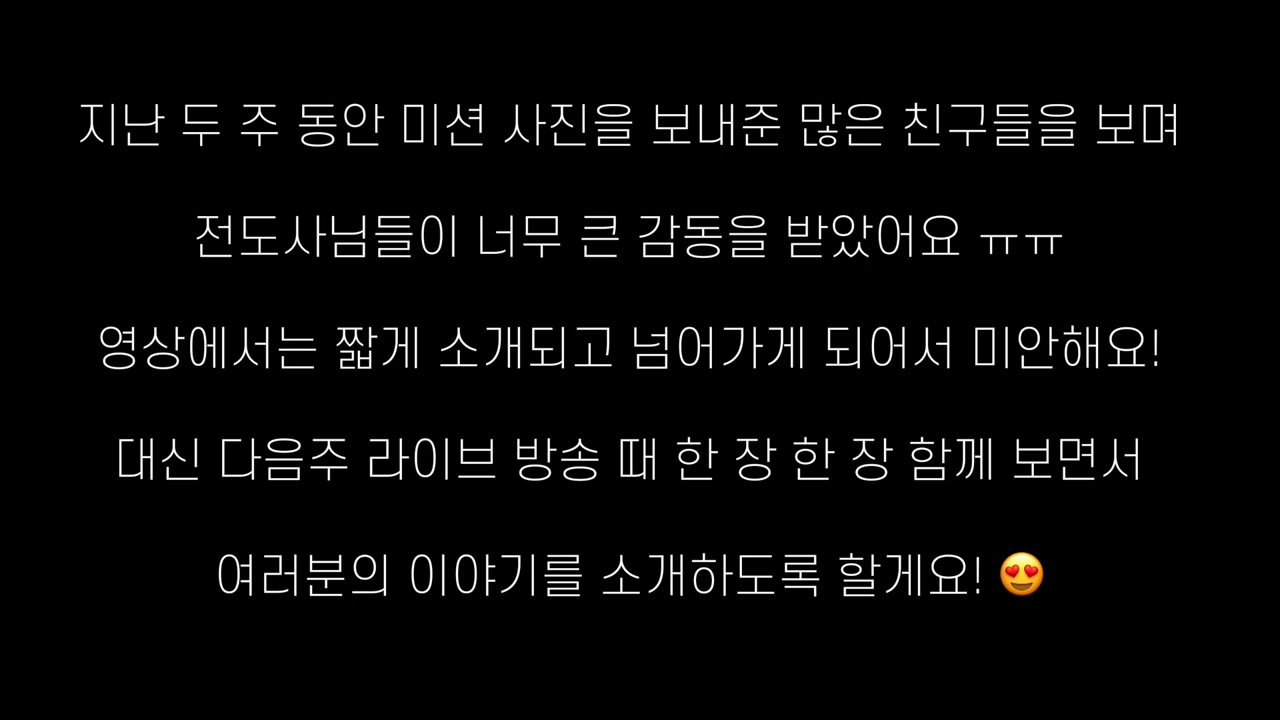 지난 두 주 동안 미션 사진을 보내준 많은 친구들을 보며
전도사님들이 너무 큰 감동을 받았어요 ㅠㅠ
영상에서는 짧게 소개되고 넘어가게 되어서 미안해요!
대신 다음주 라이브 방송 때 한 장 한 장 함께 보면서
여러분의 이야기를 소개하도록 할게요! 😍